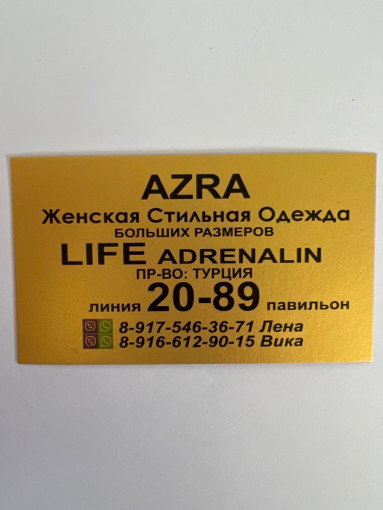 AZRA
Женская Стильная Одежда
БОЛЬШИХ РАЗМЕРОВ
LIFE ADRENALIN
ПР-ВО: ТУРЦИЯ
линия 20-89 павильон
8-917-546-36-71 Лена
8-916-612-90-15 Вика